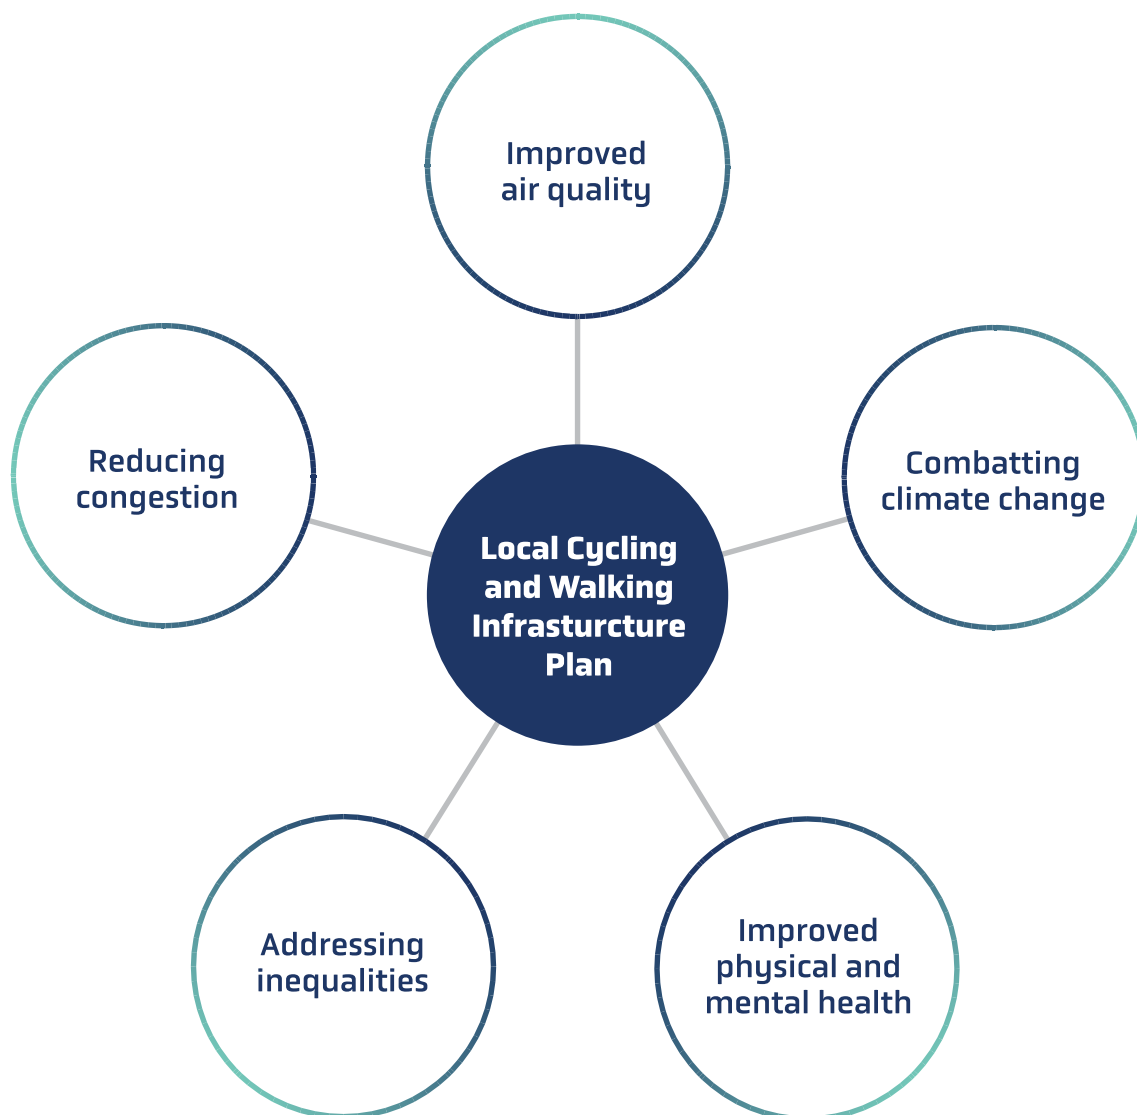 Improved
air quality
Reducing
congestion
Combatting
climate change
Local Cycling
and Walking
Infrasturcture
Plan
Addressing
inequalities
Improved
physical and
mental health